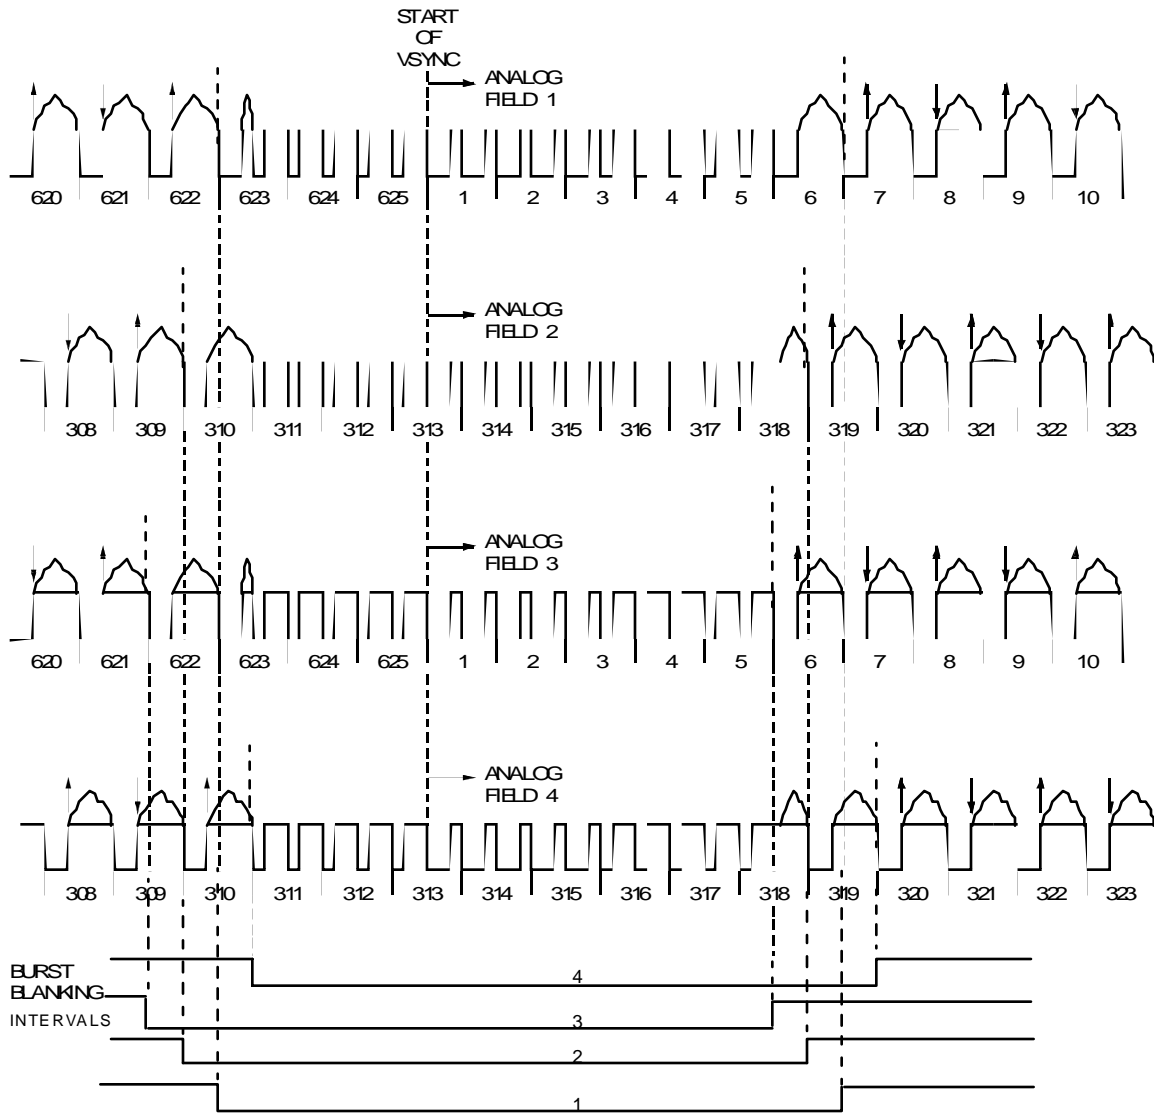 START
OF
VSYNC
ANALOG
FIELD 1
620 621 622 623 624 625 1 2 3 4 5 6 7 8 9 10
ANALOG
FIELD 2
308 309 310 311 312 313 314 315 316 317 318 319 320 321 322 323
ANALOG
FIELD 3
620 621 622 623 624 625 1 2 3 4 5 6 7 8 9 10
ANALOG
FIELD 4
308 309 310 311 312 313 314 315 316 317 318 319 320 321 322 323
BURST
BLANKING
INTERVALS
4
3
2
1